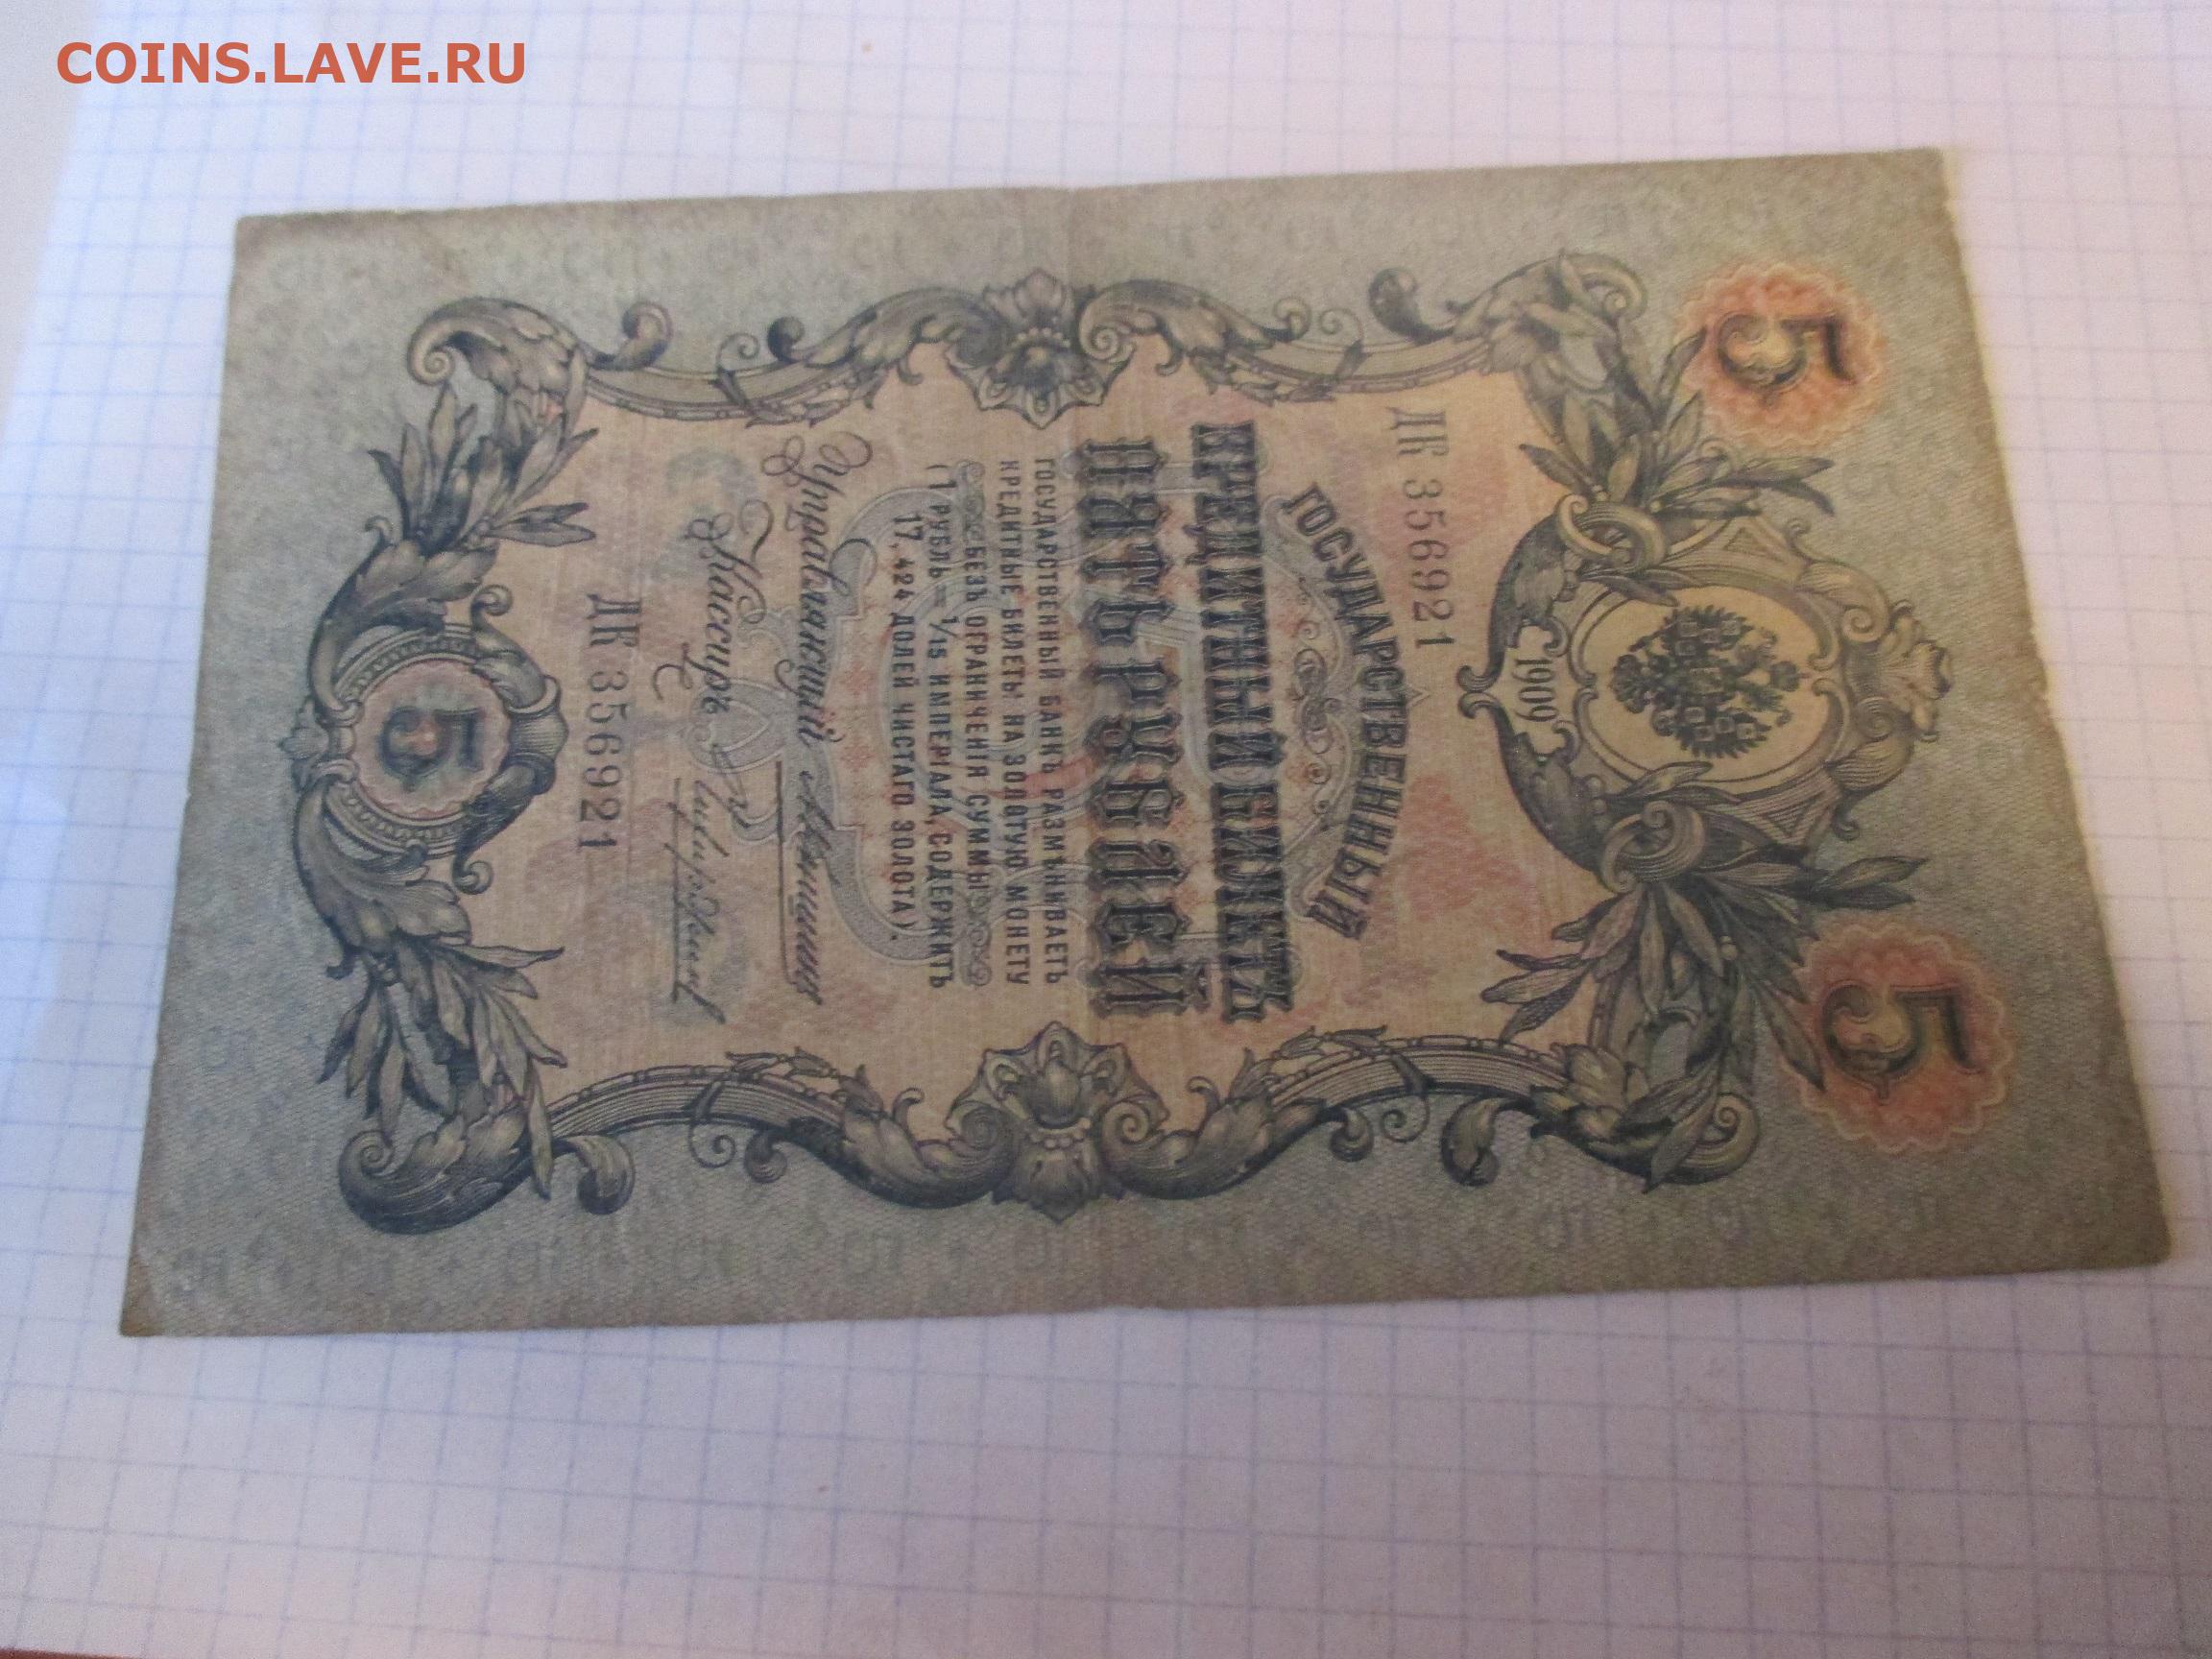 COINS.LAVE.RU
5
5
1909
ДК 356921
ГОСУДАРСТВЕННЫЙ
КРЕДИТНЫЙ БИЛЕТЪ
ПЯТЬ РУБЛЕЙ
ГОСУДАРСТВЕННЫЙ БАНКЪ РАЗМѢНИВАЕТЪ
КРЕДИТНЫЕ БИЛЕТЫ НА ЗОЛОТУЮ МОНЕТУ
БЕЗЪ ОГРАНИЧЕНІЯ СУММЫ
(1 РУБЛЬ = 1/15 ИМПЕРІАЛА, СОДЕРЖИТЪ
17,424 ДОЛЕЙ ЧИСТАГО ЗОЛОТА).
Управляющій
Кассиръ
ДК 356921
5